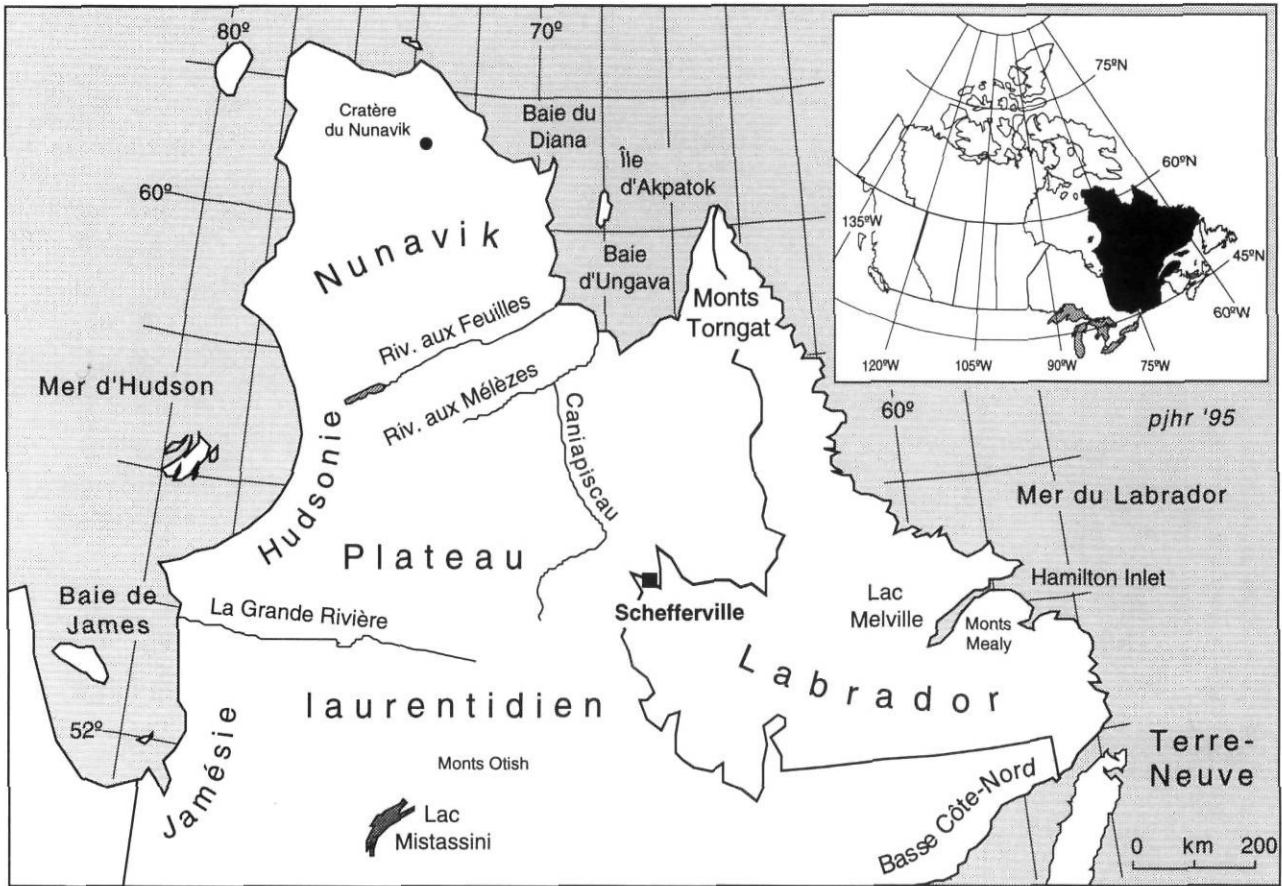 80º
70º
Cratère
du Nunavik
Baie du
Diana
Île
d'Akpatok
60º
Nunavik
Baie
d'Ungava
Monts
Torngat
Riv. aux Feuilles
Riv. aux Mélèzes
Mer d'Hudson
Caniapiscau
Hudsonie
60º
pjhr '95
Mer du Labrador
Plateau
Baie de
James
La Grande Rivière
Schefferville
Lac
Melville
Hamilton Inlet
Monts
Mealy
Labrador
laurentidien
52º
Jamésie
Monts Otish
Lac
Mistassini
Basse Côte-Nord
Terre-
Neuve
0 km 200
75ºN
60ºN
135ºW
45ºN
60ºW
120ºW
105ºW
90ºW
75ºW